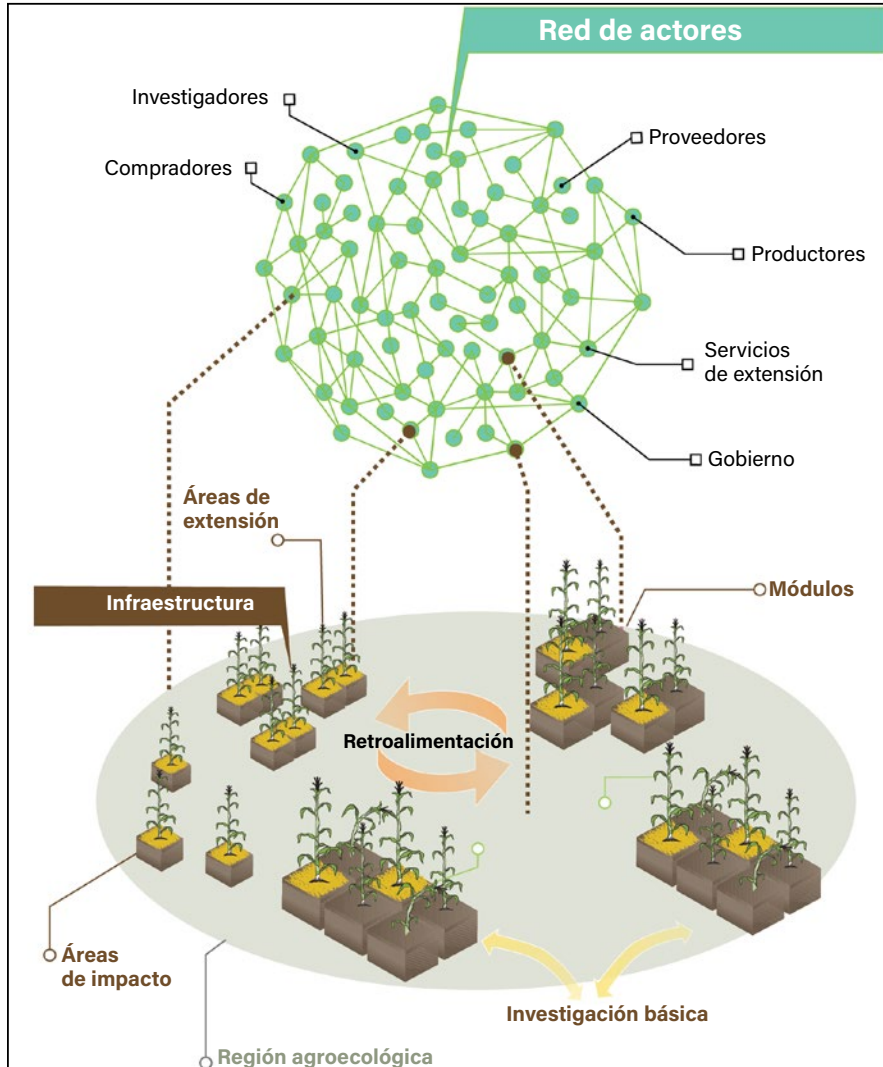 Red de actores
Investigadores
Proveedores
Compradores
Productores
Servicios
de extensión
Gobierno
Áreas de
extensión
Infraestructura
Módulos
Retroalimentación
Áreas
de impacto
Investigación básica
Región agroecológica